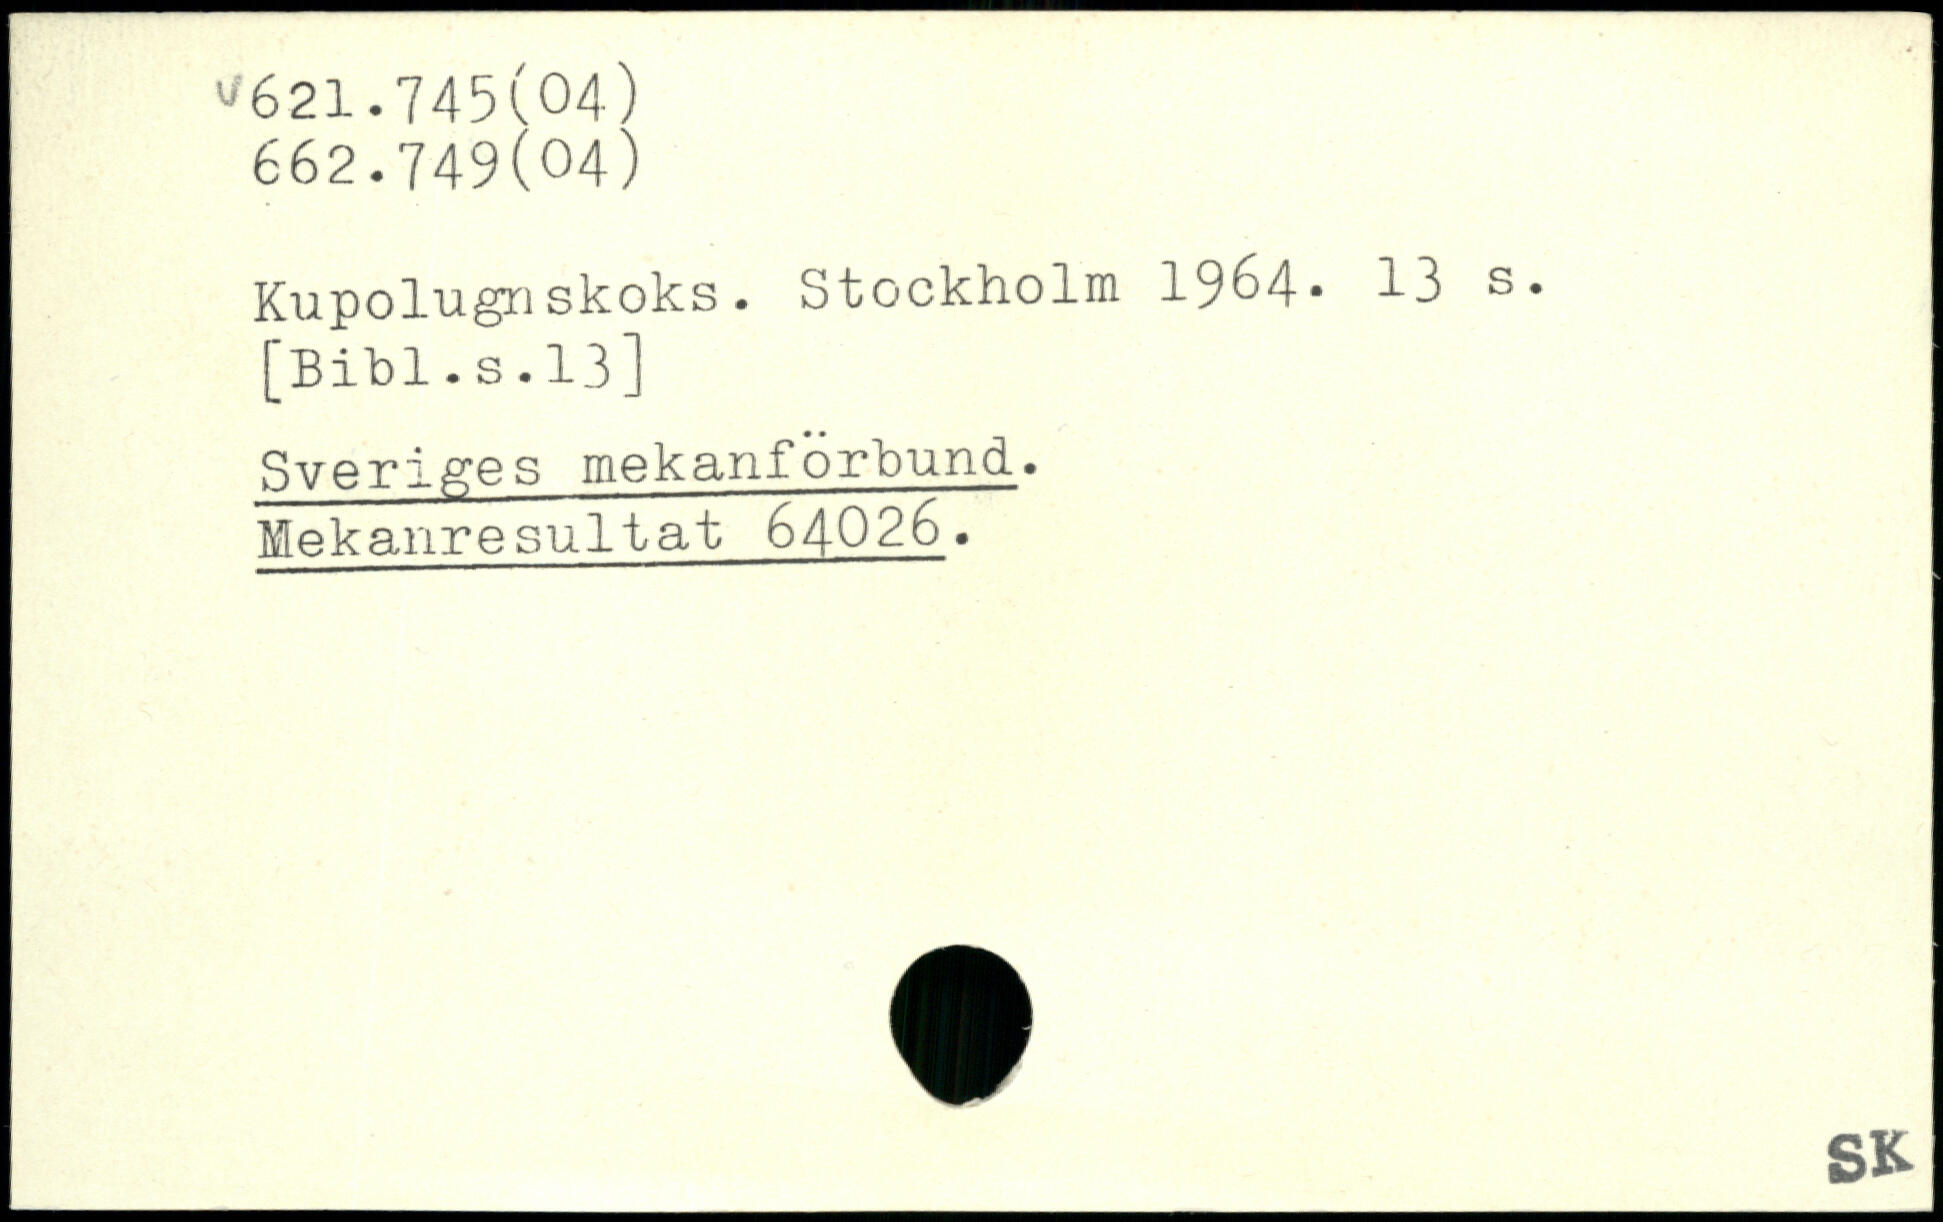 v 621.745(04)
662.749(04)
Kupolugnskoks. Stockholm 1964. 13 s.
[Bibl.s.13]
Sveriges mekanförbund.
Mekanresultat 64026.
SK